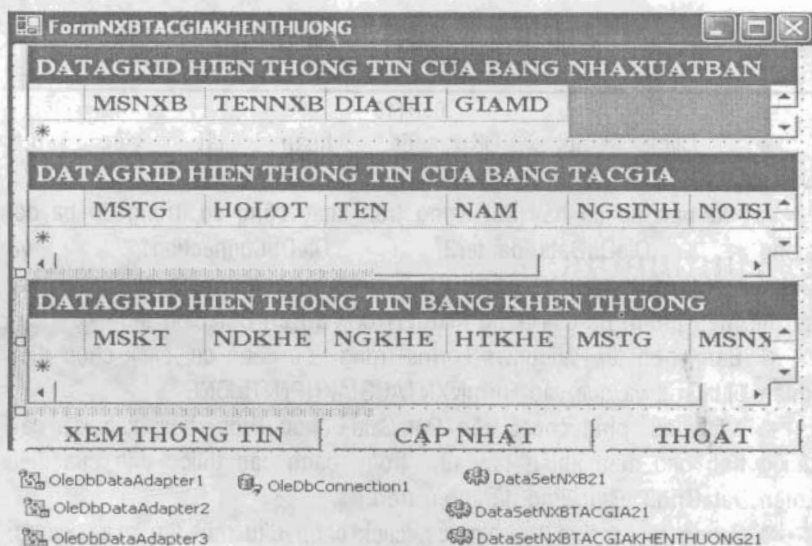 FormNXBTACGIAKHENTHUONG
DATAGRID HIEN THONG TIN CUA BANG NHAXUATBAN
MSNXB TENNXB DIACHI GIAMD
*
DATAGRID HIEN THONG TIN CUA BANG TACGIA
MSTG HOLOT TEN NAM NGSINH NOISI
*
DATAGRID HIEN THONG TIN BANG KHEN THUONG
MSKT NDKHE NGKHE HTKHE MSTG MSNX
*
XEM THÔNG TIN CẬP NHẬT THOÁT
OleDbDataAdapter1 OleDbConnection1 DataSetNXB21
OleDbDataAdapter2 DataSetNXBTACGIA21
OleDbDataAdapter3 DataSetNXBTACGIAKHENTHUONG21